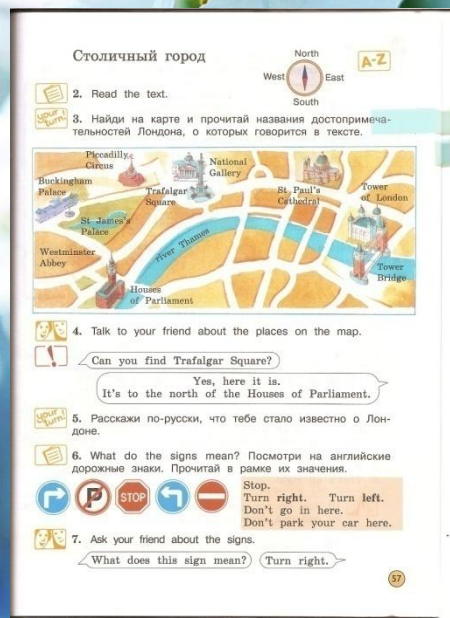 Столичный город
North
West
East
South
A-Z
2. Read the text.
your turn!
3. Найди на карте и прочитай названия достопримеча-
тельностей Лондона, о которых говорится в тексте.
Piccadilly
Circus
National
Gallery
Buckingham
Palace
Trafalgar
Square
St Paul's
Cathedral
Tower
of London
St James's
Palace
River Thames
Westminster
Abbey
Houses
of Parliament
Tower
Bridge
4. Talk to your friend about the places on the map.
!
Can you find Trafalgar Square?
Yes, here it is.
It's to the north of the Houses of Parliament.
your turn!
5. Расскажи по-русски, что тебе стало известно о Лон-
доне.
6. What do the signs mean? Посмотри на английские
дорожные знаки. Прочитай в рамке их значения.
P
STOP
Stop.
Turn right. Turn left.
Don't go in here.
Don't park your car here.
7. Ask your friend about the signs.
What does this sign mean?
Turn right.
57